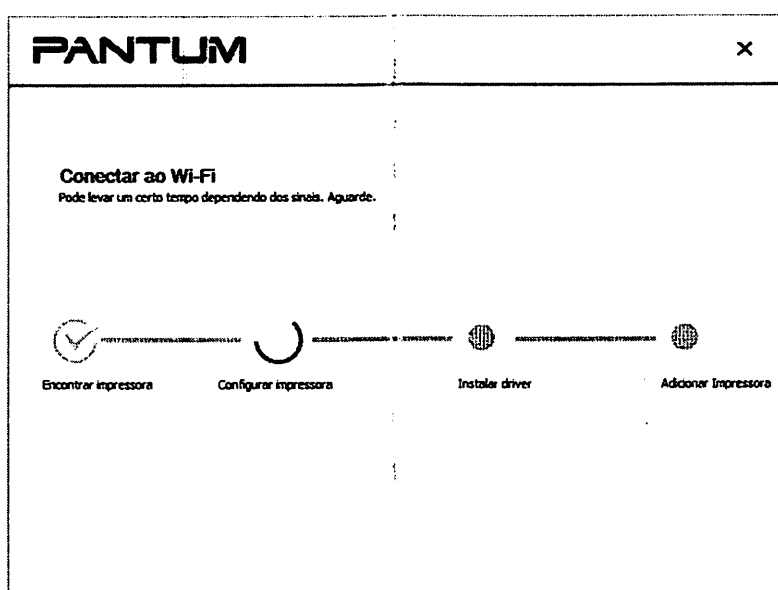 PANTUM
Conectar ao Wi-Fi
Pode levar um certo tempo dependendo dos sinais. Aguarde.
Encontrar impressora
Configurar impressora
Instalar driver
Adicionar Impressora